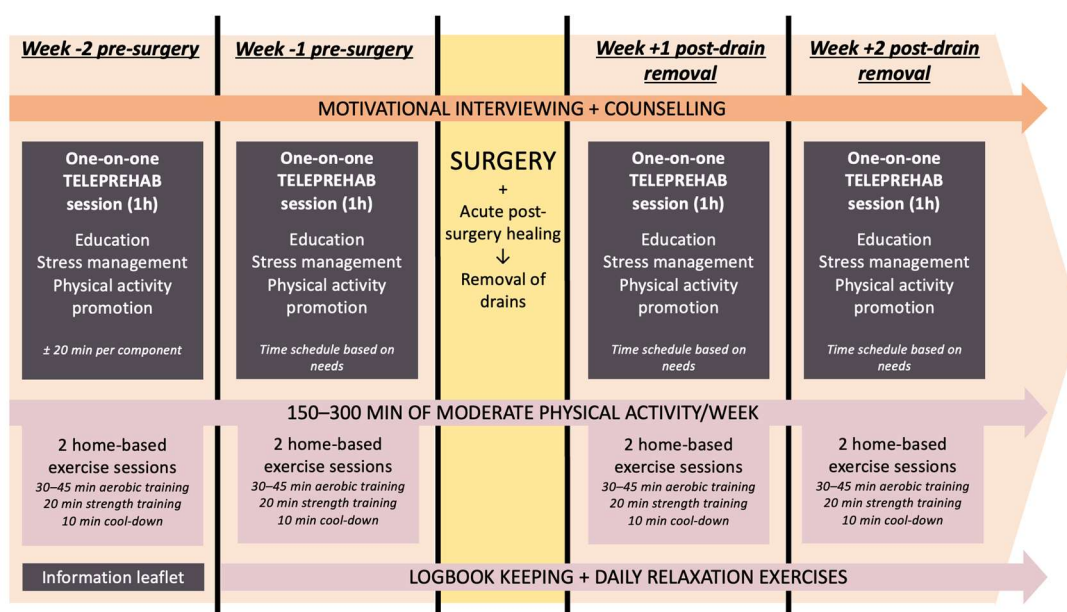 Week -2 pre-surgery
Week -1 pre-surgery
Week +1 post-drain
removal
Week +2 post-drain
removal
MOTIVATIONAL INTERVIEWING + COUNSELLING
One-on-one
TELEPREHAB
session (1h)
Education
Stress management
Physical activity
promotion
± 20 min per component
One-on-one
TELEPREHAB
session (1h)
Education
Stress management
Physical activity
promotion
Time schedule based on
needs
SURGERY
+
Acute post-
surgery healing
↓
Removal of
drains
One-on-one
TELEPREHAB
session (1h)
Education
Stress management
Physical activity
promotion
Time schedule based on
needs
One-on-one
TELEPREHAB
session (1h)
Education
Stress management
Physical activity
promotion
Time schedule based on
needs
150–300 MIN OF MODERATE PHYSICAL ACTIVITY/WEEK
2 home-based
exercise sessions
30–45 min aerobic training
20 min strength training
10 min cool-down
2 home-based
exercise sessions
30–45 min aerobic training
20 min strength training
10 min cool-down
2 home-based
exercise sessions
30–45 min aerobic training
20 min strength training
10 min cool-down
2 home-based
exercise sessions
30–45 min aerobic training
20 min strength training
10 min cool-down
Information leaflet
LOGBOOK KEEPING + DAILY RELAXATION EXERCISES